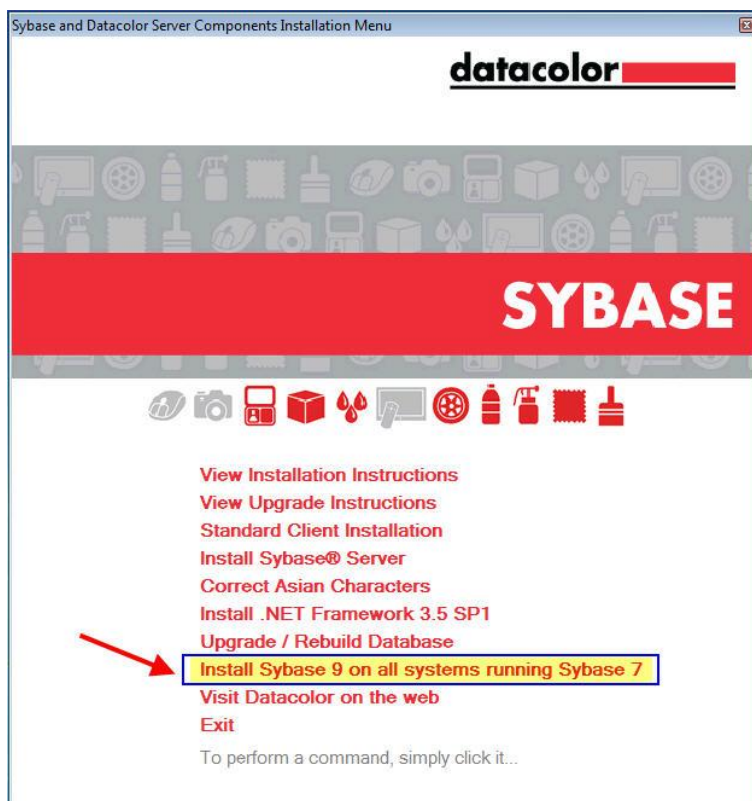 Sybase and Datacolor Server Components Installation Menu
datacolor
SYBASE
View Installation Instructions
View Upgrade Instructions
Standard Client Installation
Install Sybase® Server
Correct Asian Characters
Install .NET Framework 3.5 SP1
Upgrade / Rebuild Database
Install Sybase 9 on all systems running Sybase 7
Visit Datacolor on the web
Exit
To perform a command, simply click it...